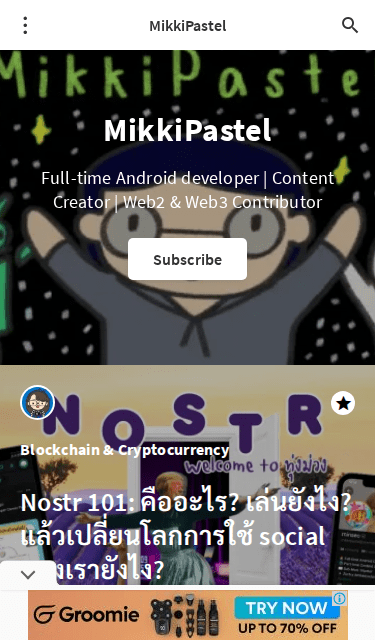 MikkiPastel
MikkiPaste
MikkiPastel
Full-time Android developer | Content
Creator | Web2 & Web3 Contributor
Subscribe
NOSTR
Blockchain & Cryptocurrency
welcome to ทุ่งม่วง
Nostr 101: คืออะไร? เล่นยังไง?
แล้วเปลี่ยนโลกการใช้ social
งเรายังไง?
Groomie
TRY NOW
UP TO 70% OFF